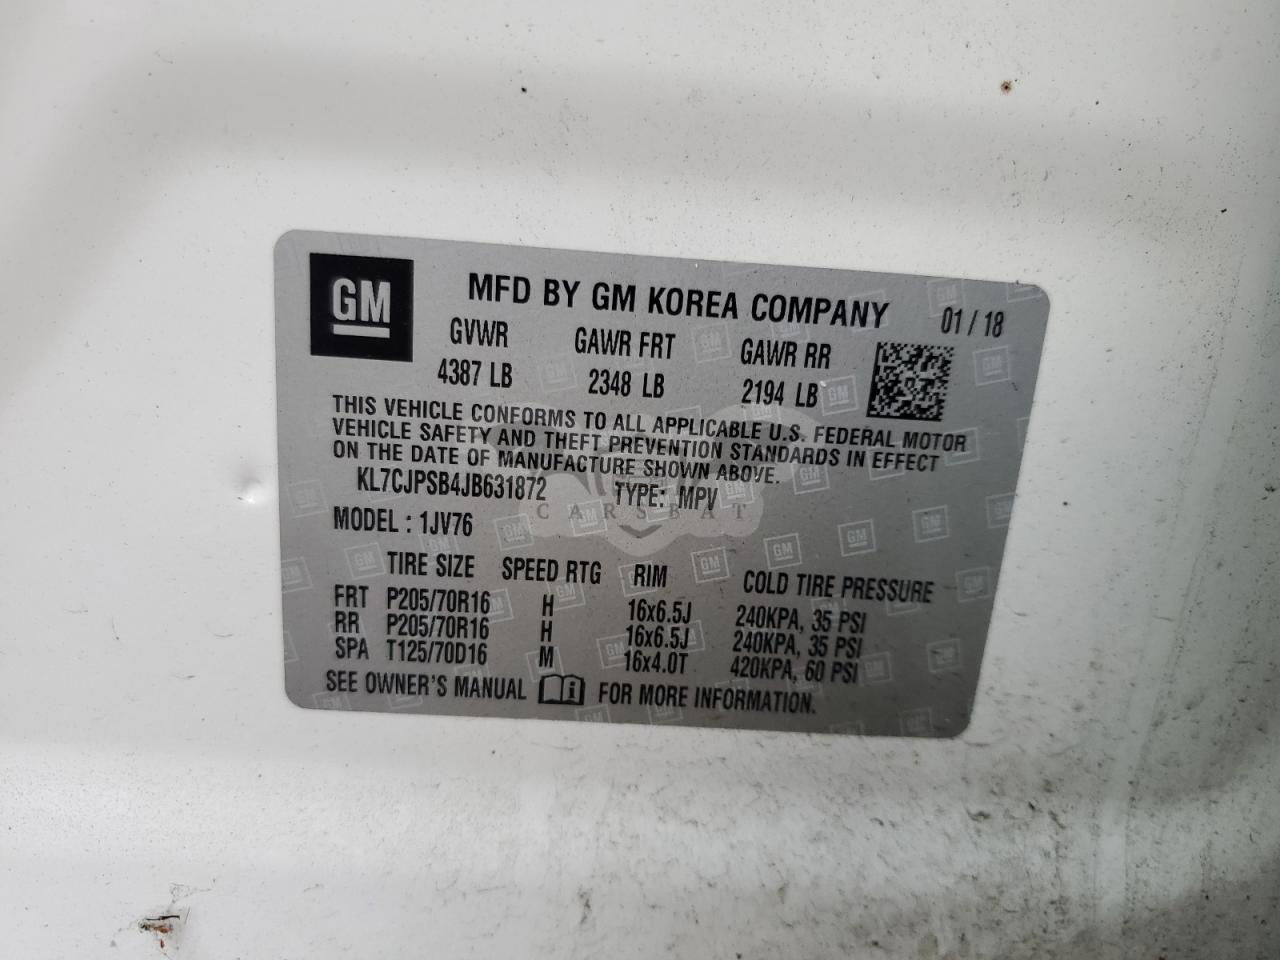 GM
MFD BY GM KOREA COMPANY 01 / 18
GVWR GAWR FRT GAWR RR
4387 LB 2348 LB 2194 LB
THIS VEHICLE CONFORMS TO ALL APPLICABLE U.S. FEDERAL MOTOR
VEHICLE SAFETY AND THEFT PREVENTION STANDARDS IN EFFECT
ON THE DATE OF MANUFACTURE SHOWN ABOVE.
KL7CJPSB4JB631872 TYPE: MPV
CARSBAT
MODEL : 1JV76
TIRE SIZE SPEED RTG RIM COLD TIRE PRESSURE
FRT P205/70R16 H 16x6.5J 240KPA, 35 PSI
RR P205/70R16 H 16x6.5J 240KPA, 35 PSI
SPA T125/70D16 M 16x4.0T 420KPA, 60 PSI
SEE OWNER'S MANUAL FOR MORE INFORMATION.